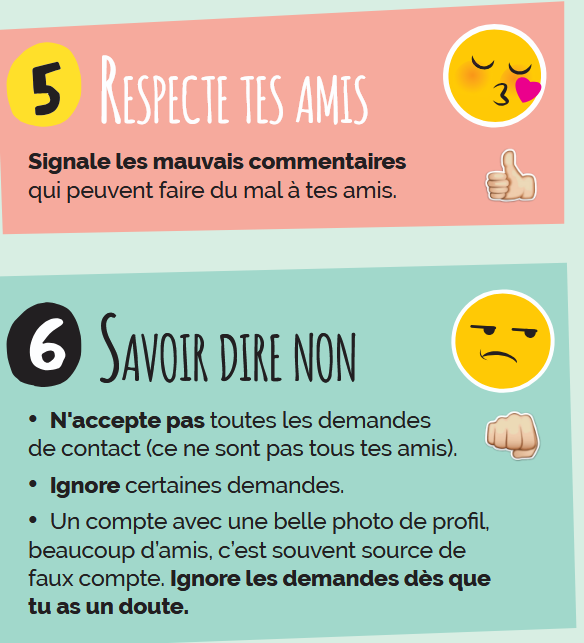 5 RESPECTE TES AMIS
Signale les mauvais commentaires
qui peuvent faire du mal à tes amis.
6 SAVOIR DIRE NON
• N'accepte pas toutes les demandes
de contact (ce ne sont pas tous tes amis).
• Ignore certaines demandes.
• Un compte avec une belle photo de profil,
beaucoup d'amis, c'est souvent source de
faux compte. Ignore les demandes dès que
tu as un doute.